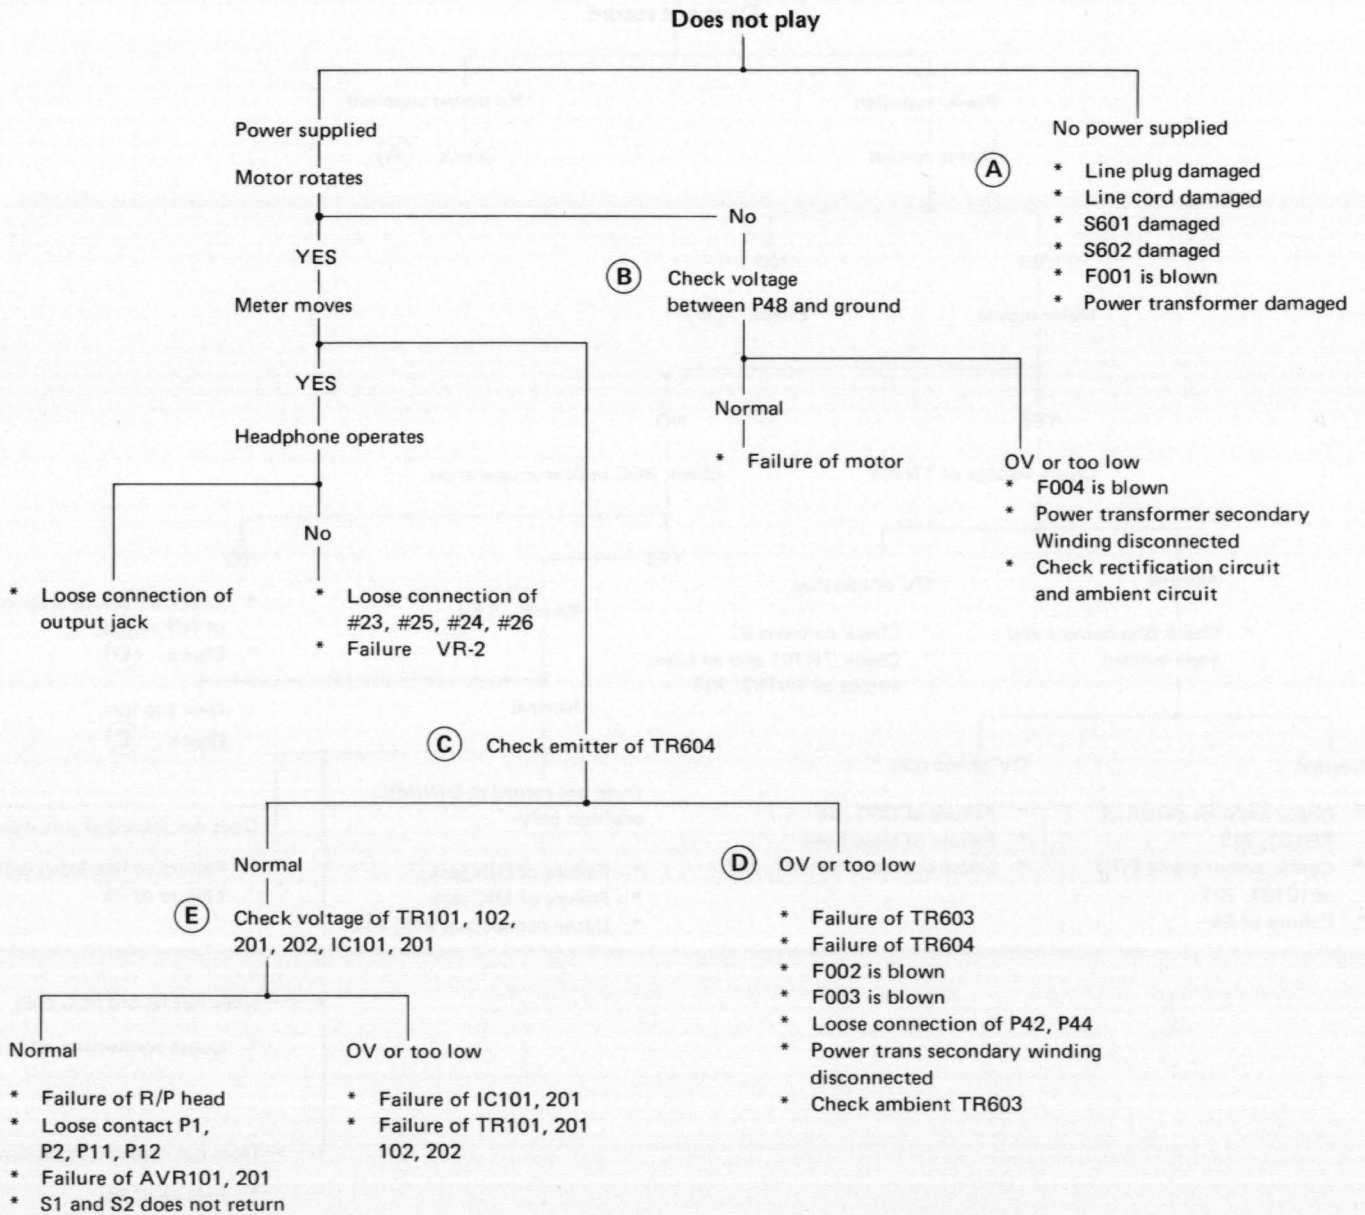 Does not play
Power supplied
No power supplied
Motor rotates
A
* Line plug damaged
* Line cord damaged
* S601 damaged
* S602 damaged
* F001 is blown
* Power transformer damaged
No
YES
B
Check voltage
between P48 and ground
Meter moves
YES
Normal
* Failure of motor
OV or too low
* F004 is blown
* Power transformer secondary
Winding disconnected
* Check rectification circuit
and ambient circuit
Headphone operates
No
* Loose connection of
output jack
* Loose connection of
#23, #25, #24, #26
* Failure VR-2
C
Check emitter of TR604
Normal
D
OV or too low
* Failure of TR603
* Failure of TR604
* F002 is blown
* F003 is blown
* Loose connection of P42, P44
* Power trans secondary winding
disconnected
* Check ambient TR603
E
Check voltage of TR101, 102,
201, 202, IC101, 201
Normal
* Failure of R/P head
* Loose contact P1,
P2, P11, P12
* Failure of AVR101, 201
* S1 and S2 does not return
OV or too low
* Failure of IC101, 201
* Failure of TR101, 201
102, 202